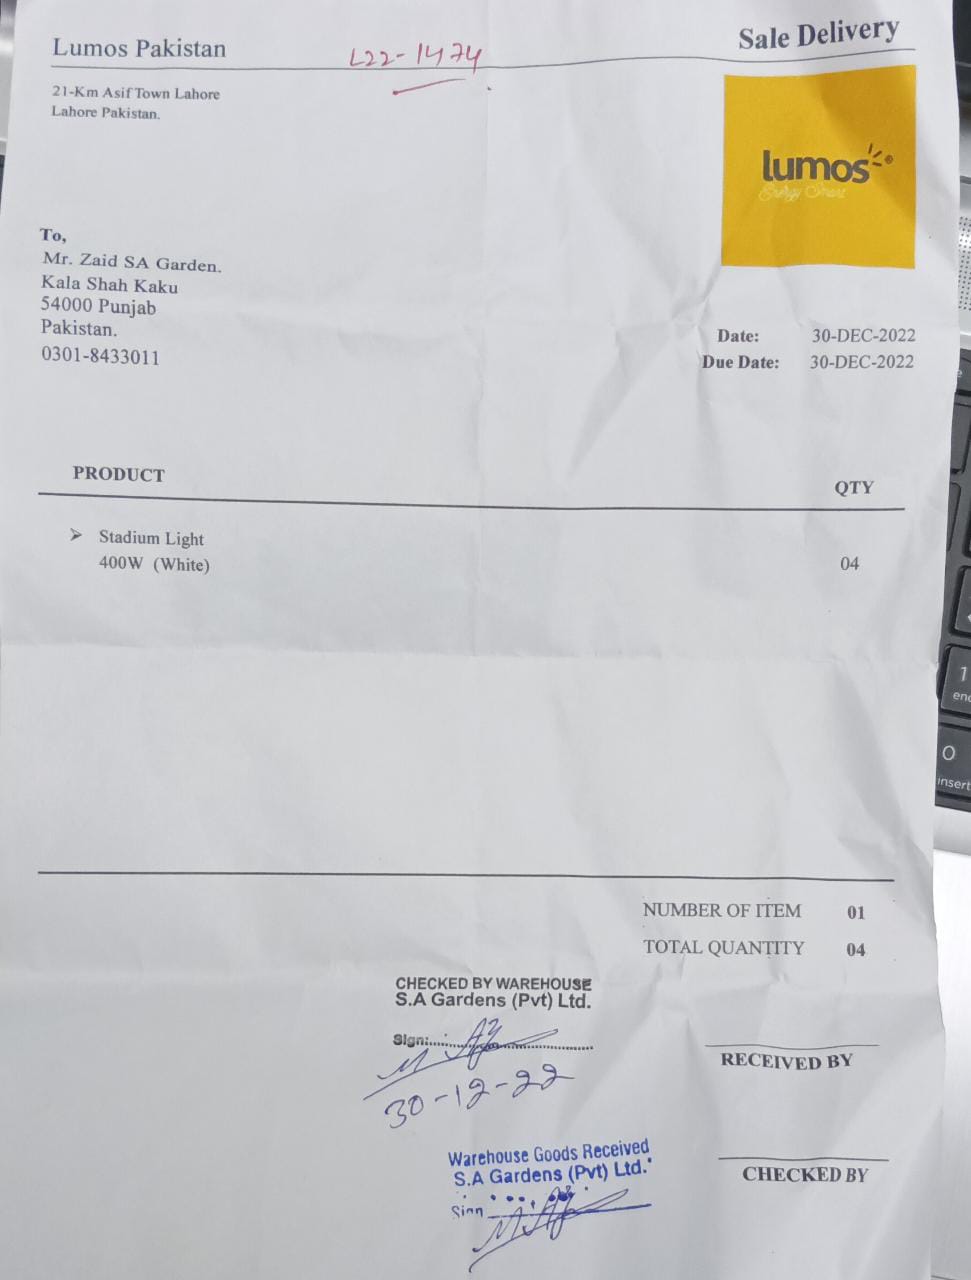 Lumos Pakistan
L22-1474
Sale Delivery
21-Km Asif Town Lahore
Lahore Pakistan.
lumos®
Energy Smart
To,
Mr. Zaid SA Garden.
Kala Shah Kaku
54000 Punjab
Pakistan.
0301-8433011
Date: 30-DEC-2022
Due Date: 30-DEC-2022
PRODUCT QTY
➤ Stadium Light
400W (White) 04
NUMBER OF ITEM 01
TOTAL QUANTITY 04
CHECKED BY WAREHOUSE
S.A Gardens (Pvt) Ltd.
Sign:
30-12-22
RECEIVED BY
Warehouse Goods Received
S.A Gardens (Pvt) Ltd.
Sign
CHECKED BY
1
end
0
insert